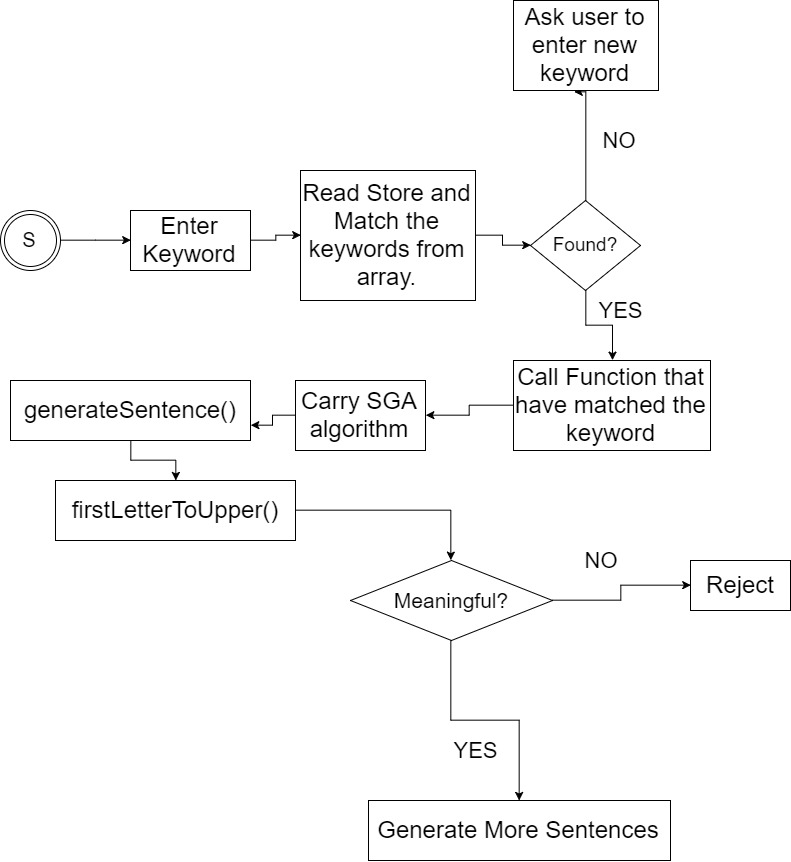 Ask user to
enter new
keyword
NO
S
Enter
Keyword
Read Store and
Match the
keywords from
array.
Found?
YES
Call Function that
have matched the
keyword
Carry SGA
algorithm
generateSentence()
firstLetterToUpper()
Meaningful?
NO
Reject
YES
Generate More Sentences